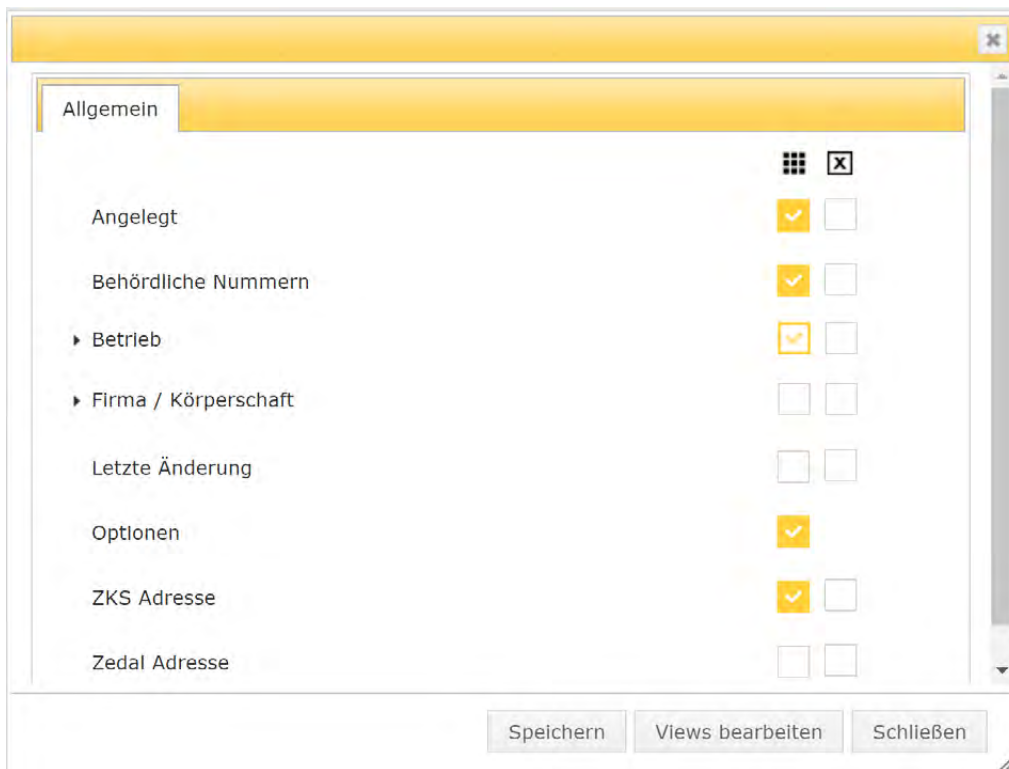 Allgemein
Angelegt
Behördliche Nummern
Betrieb
Firma / Körperschaft
Letzte Änderung
Optionen
ZKS Adresse
Zedal Adresse
Speichern Views bearbeiten Schließen